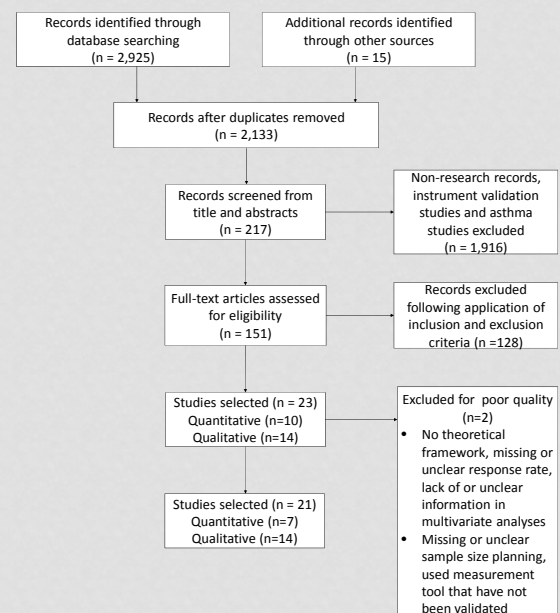 Records identified through
database searching
(n = 2,925)
Additional records identified
through other sources
(n = 15)
Records after duplicates removed
(n = 2,133)
Records screened from
title and abstracts
(n = 217)
Non-research records,
instrument validation
studies and asthma
studies excluded
(n = 1,916)
Full-text articles assessed
for eligibility
(n = 151)
Records excluded
following application of
inclusion and exclusion
criteria (n =128)
Studies selected (n = 23)
Quantitative (n=10)
Qualitative (n=14)
Excluded for poor quality
(n=2)
• No theoretical
framework, missing or
unclear response rate,
lack of or unclear
information in
multivariate analyses
• Missing or unclear
sample size planning,
used measurement
tool that have not
been validated
Studies selected (n = 21)
Quantitative (n=7)
Qualitative (n=14)